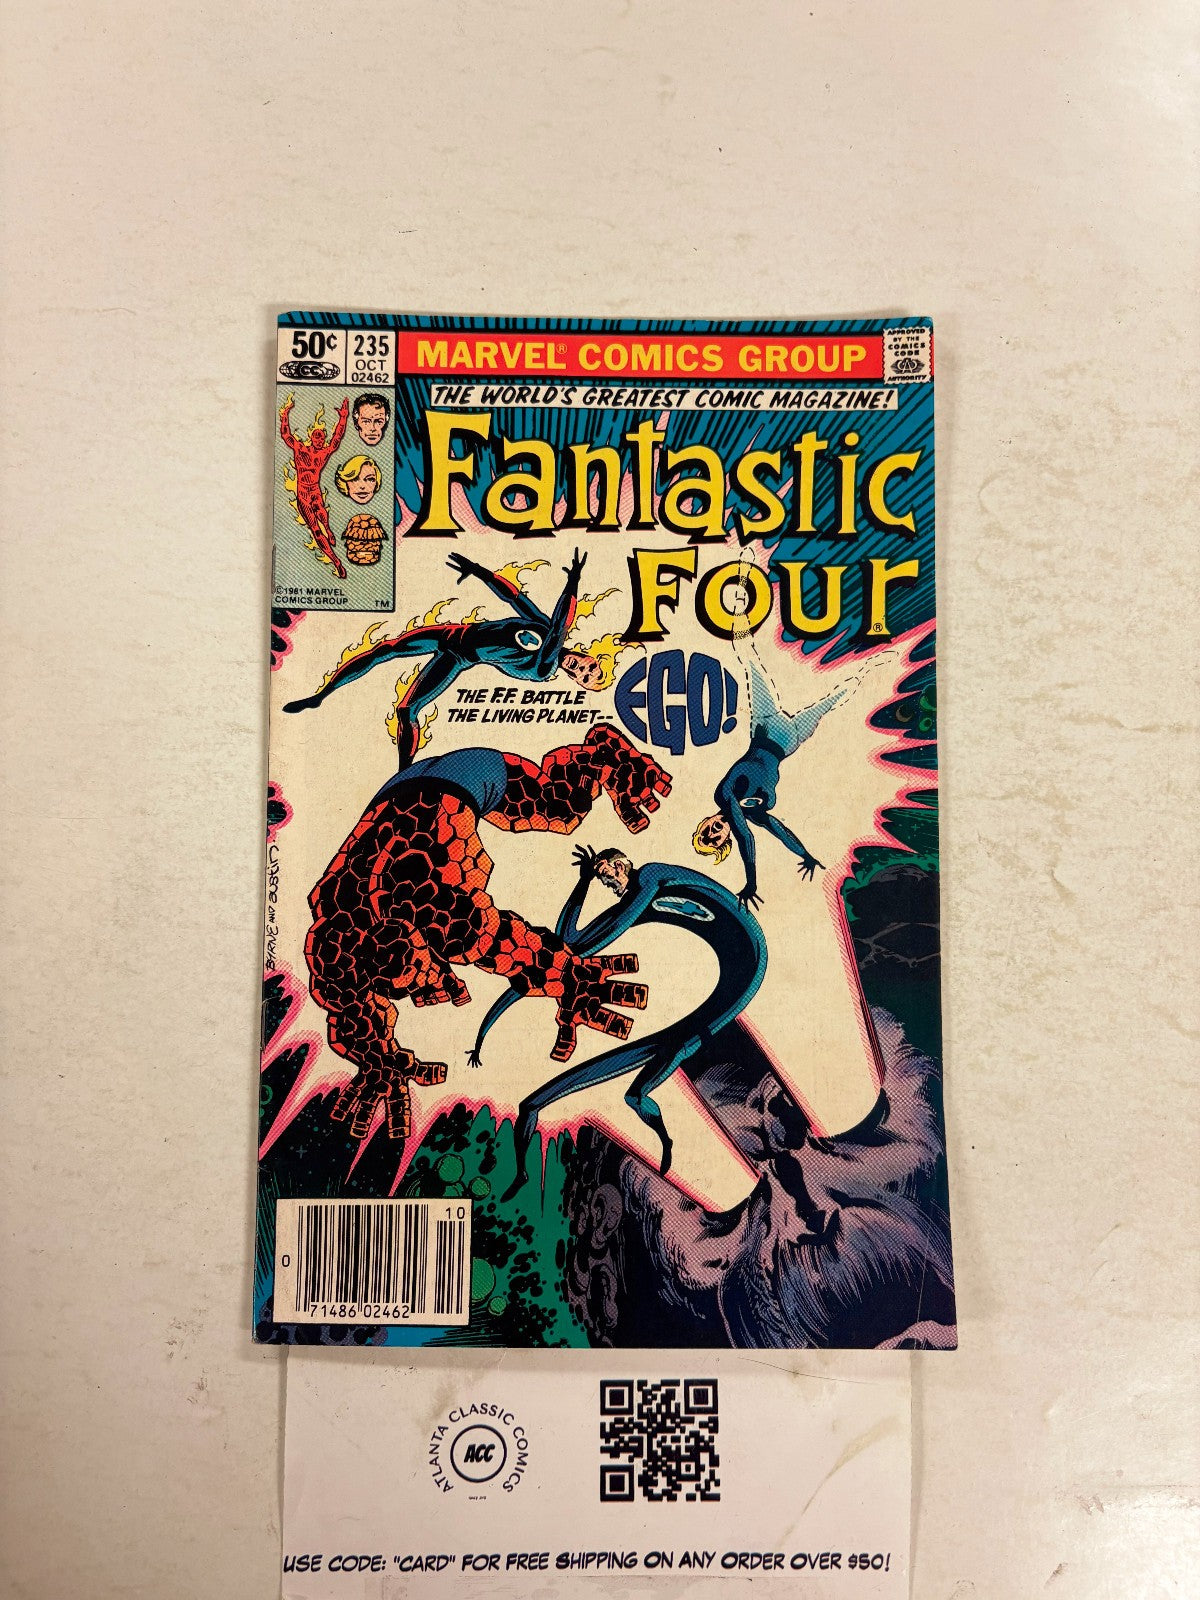 50¢
CC
235
OCT
02462
MARVEL® COMICS GROUP
APPROVED
BY THE
COMICS
CODE
AUTHORITY
THE WORLD'S GREATEST COMIC MAGAZINE!
Fantastic
Four®
©1981 MARVEL
COMICS GROUP
TM
THE F.F. BATTLE
THE LIVING PLANET--
EGO!
4
BYRNE AND AUSTIN
10
0
71486 02462
ATLANTA CLASSIC COMICS
ACC
USE CODE: "CARD" FOR FREE SHIPPING ON ANY ORDER OVER $50!